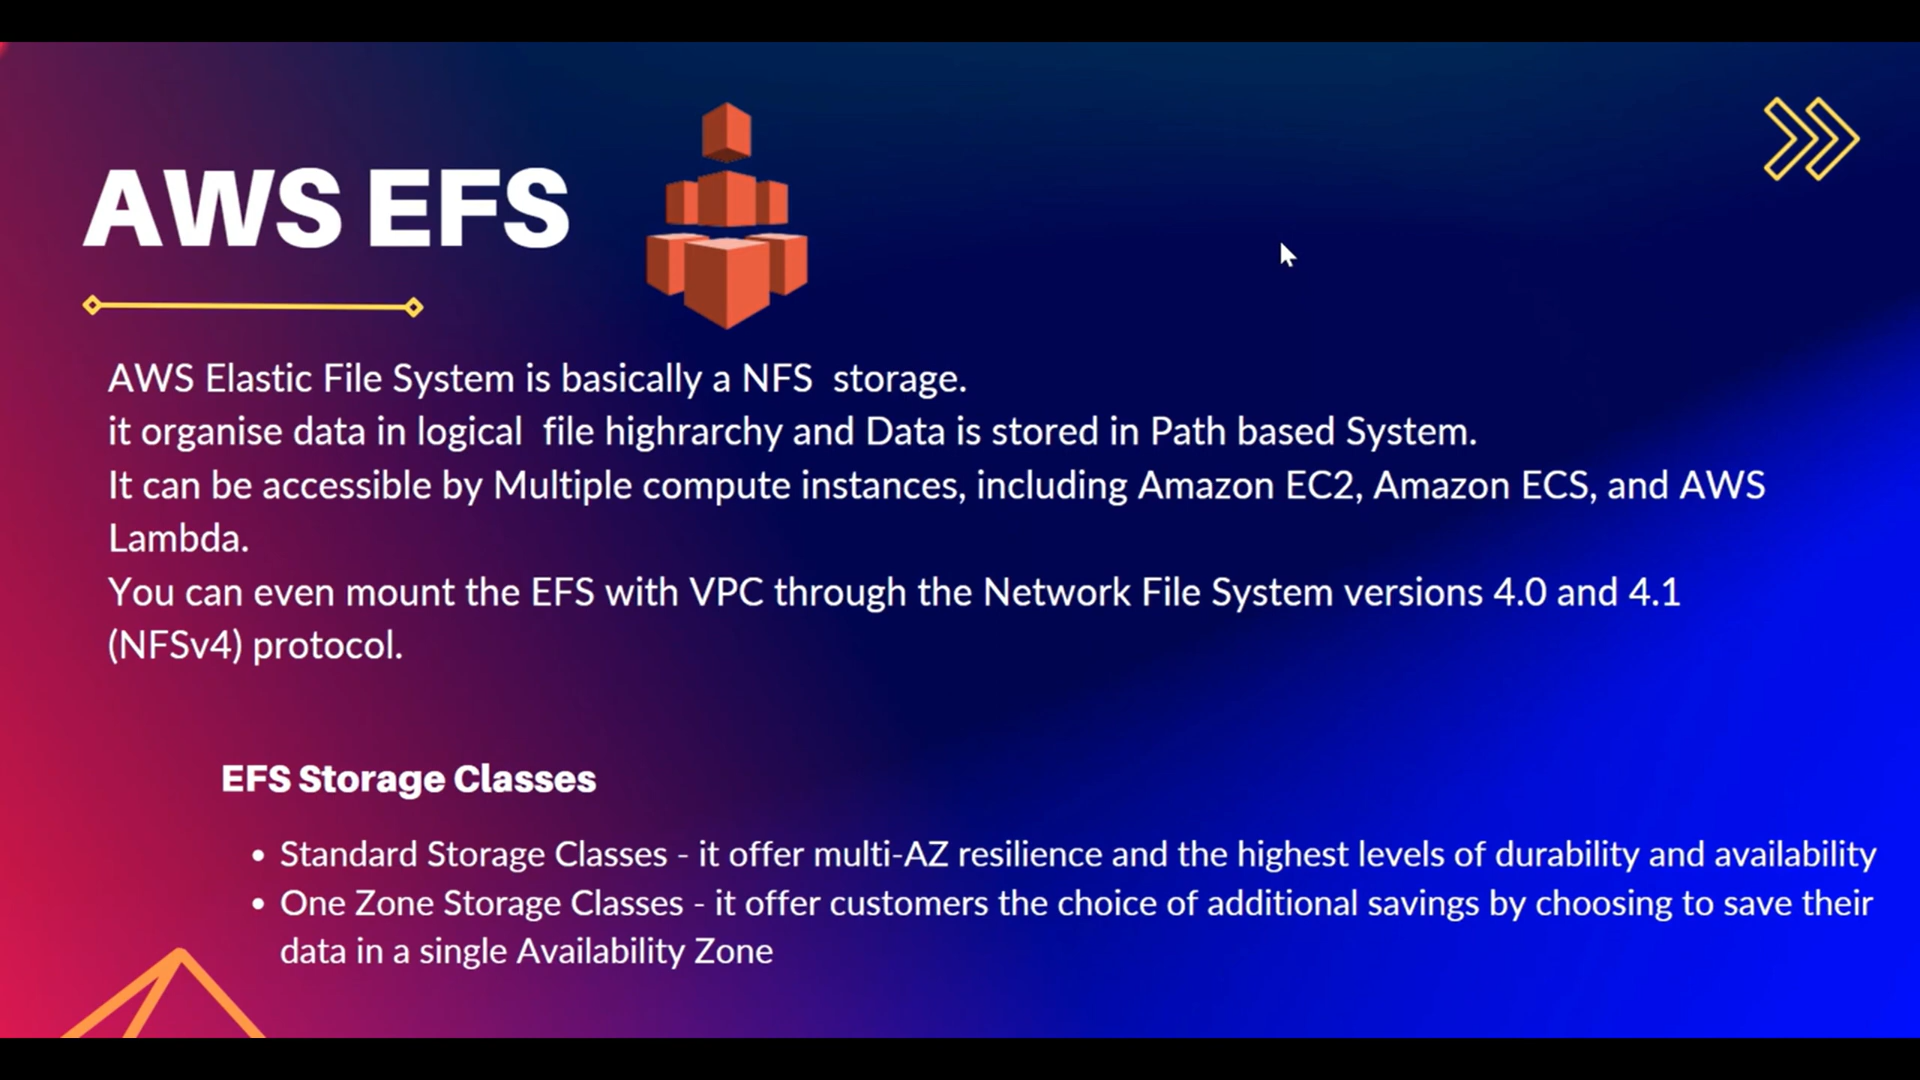 AWS EFS
AWS Elastic File System is basically a NFS  storage.
it organise data in logical  file highrarchy and Data is stored in Path based System.
It can be accessible by Multiple compute instances, including Amazon EC2, Amazon ECS, and AWS
Lambda.
You can even mount the EFS with VPC through the Network File System versions 4.0 and 4.1
(NFSv4) protocol.
EFS Storage Classes
• Standard Storage Classes - it offer multi-AZ resilience and the highest levels of durability and availability
• One Zone Storage Classes - it offer customers the choice of additional savings by choosing to save their
data in a single Availability Zone